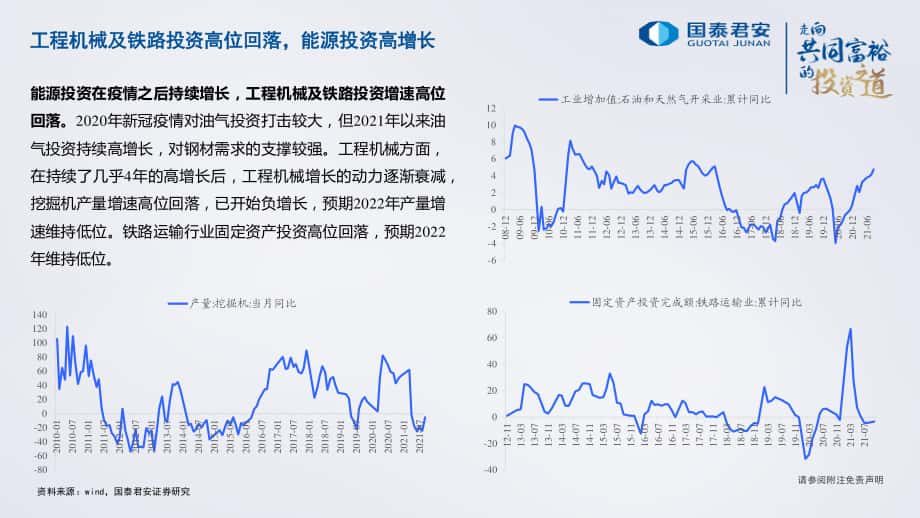 工程机械及铁路投资高位回落，能源投资高增长
国泰君安
GUOTAI JUNAN
走向
共同富裕
的投资之道
能源投资在疫情之后持续增长，工程机械及铁路投资增速高位
回落。2020年新冠疫情对油气投资打击较大，但2021年以来油
气投资持续高增长，对钢材需求的支撑较强。工程机械方面，
在持续了几乎4年的高增长后，工程机械增长的动力逐渐衰减，
挖掘机产量增速高位回落，已开始负增长，预期2022年产量增
速维持低位。铁路运输行业固定资产投资高位回落，预期2022
年维持低位。
工业增加值:石油和天然气开采业:累计同比
12
10
8
6
4
2
0
-2
-4
-6
08-12 09-06 09-12 10-06 10-12 11-06 11-12 12-06 12-12 13-06 13-12 14-06 14-12 15-06 15-12 16-06 16-12 17-06 17-12 18-06 18-12 19-06 19-12 20-06 20-12 21-06
产量:挖掘机:当月同比
140
120
100
80
60
40
20
0
-20
-40
-60
-80
2010-01 2010-07 2011-01 2011-07 2012-01 2012-07 2013-01 2013-07 2014-01 2014-07 2015-01 2015-07 2016-01 2016-07 2017-01 2017-07 2018-01 2018-07 2019-01 2019-07 2020-01 2020-07 2021-01 2021-07
固定资产投资完成额:铁路运输业:累计同比
80
60
40
20
0
-20
-40
12-11 13-03 13-07 13-11 14-03 14-07 14-11 15-03 15-07 15-11 16-03 16-07 16-11 17-03 17-07 17-11 18-03 18-07 18-11 19-03 19-07 19-11 20-03 20-07 20-11 21-03 21-07
资料来源：wind，国泰君安证券研究
请参阅附注免责声明